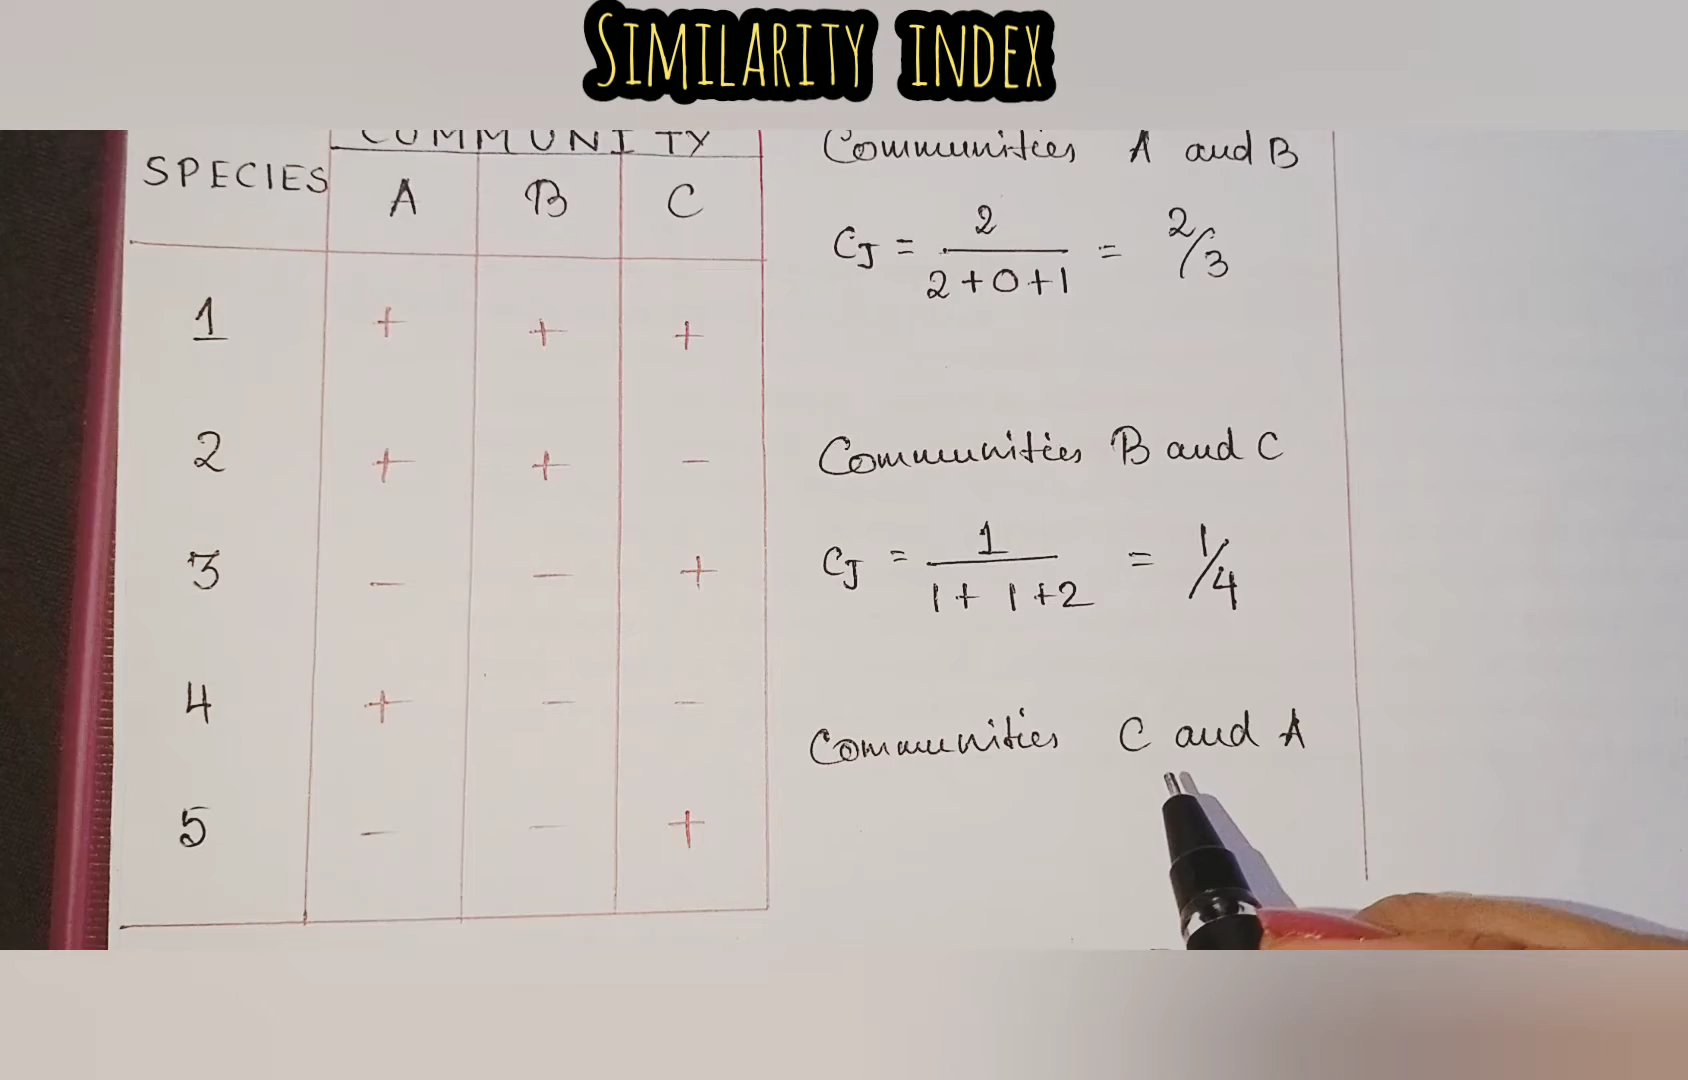 SIMILARITY INDEX
COMMUNITY
SPECIES A B C
1 + + +
2 + + -
3 - - +
4 + - -
5 - - +
Communities A and B
CJ = 2 / 2+0+1 = 2/3
Communities B and C
CJ = 1 / 1+1+2 = 1/4
Communities C and A